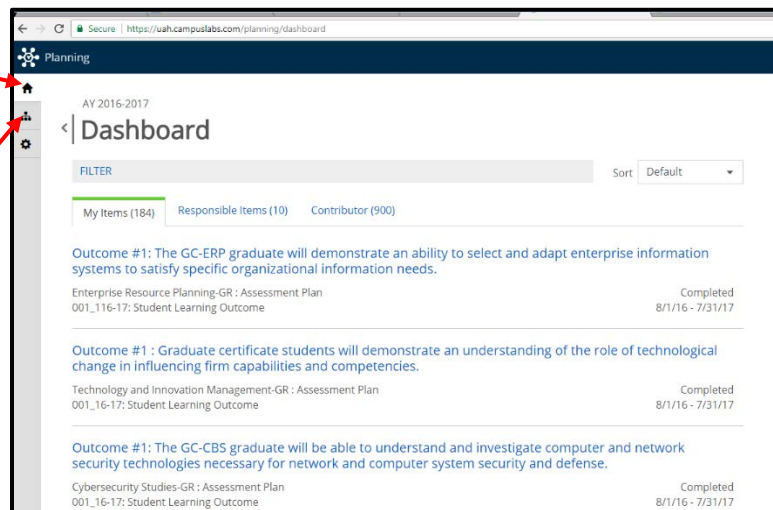 Secure | https://uah.campuslabs.com/planning/dashboard
Planning
AY 2016-2017
Dashboard
FILTER
Sort Default
My Items (184) Responsible Items (10) Contributor (900)
Outcome #1: The GC-ERP graduate will demonstrate an ability to select and adapt enterprise information
systems to satisfy specific organizational information needs.
Enterprise Resource Planning-GR : Assessment Plan Completed
001_116-17: Student Learning Outcome 8/1/16 - 7/31/17
Outcome #1 : Graduate certificate students will demonstrate an understanding of the role of technological
change in influencing firm capabilities and competencies.
Technology and Innovation Management-GR : Assessment Plan Completed
001_16-17: Student Learning Outcome 8/1/16 - 7/31/17
Outcome #1: The GC-CBS graduate will be able to understand and investigate computer and network
security technologies necessary for network and computer system security and defense.
Cybersecurity Studies-GR : Assessment Plan Completed
001_16-17: Student Learning Outcome 8/1/16 - 7/31/17